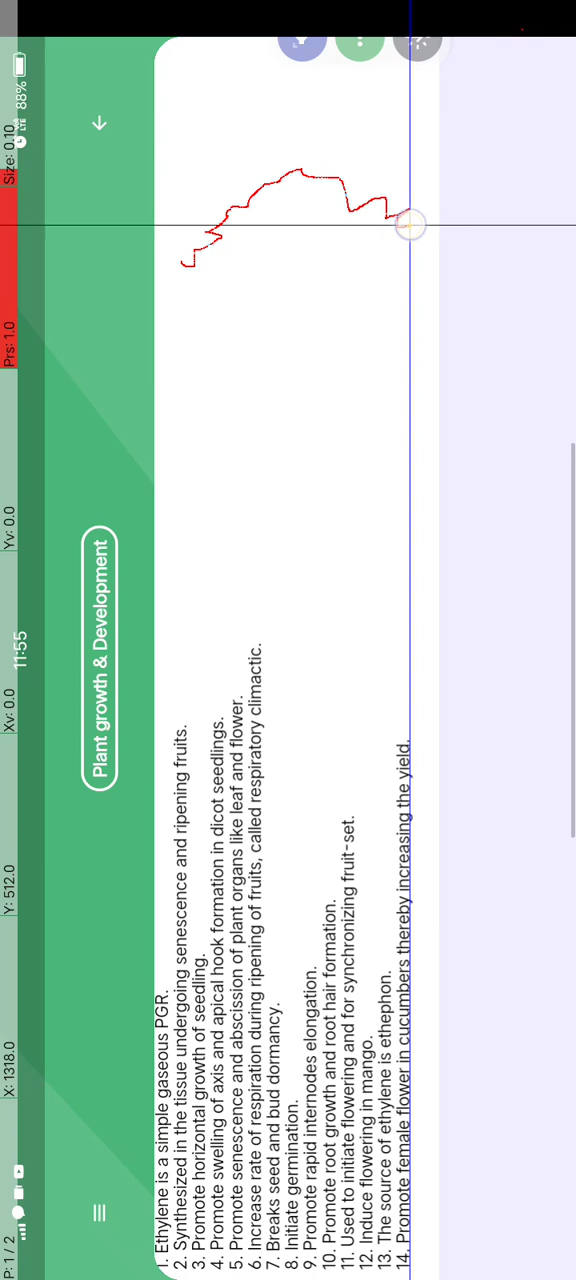 P: 1 / 2 X: 1318.0 Y: 512.0 Xv: 0.0 Yv: 0.0 Prs: 1.0 Size: 0.10
11:55 LTE 88%
Plant growth & Development
1. Ethylene is a simple gaseous PGR.
2. Synthesized in the tissue undergoing senescence and ripening fruits.
3. Promote horizontal growth of seedling.
4. Promote swelling of axis and apical hook formation in dicot seedlings.
5. Promote senescence and abscission of plant organs like leaf and flower.
6. Increase rate of respiration during ripening of fruits, called respiratory climactic.
7. Breaks seed and bud dormancy.
8. Initiate germination.
9. Promote rapid internodes elongation.
10. Promote root growth and root hair formation.
11. Used to initiate flowering and for synchronizing fruit-set.
12. Induce flowering in mango.
13. The source of ethylene is ethephon.
14. Promote female flower in cucumbers thereby increasing the yield.